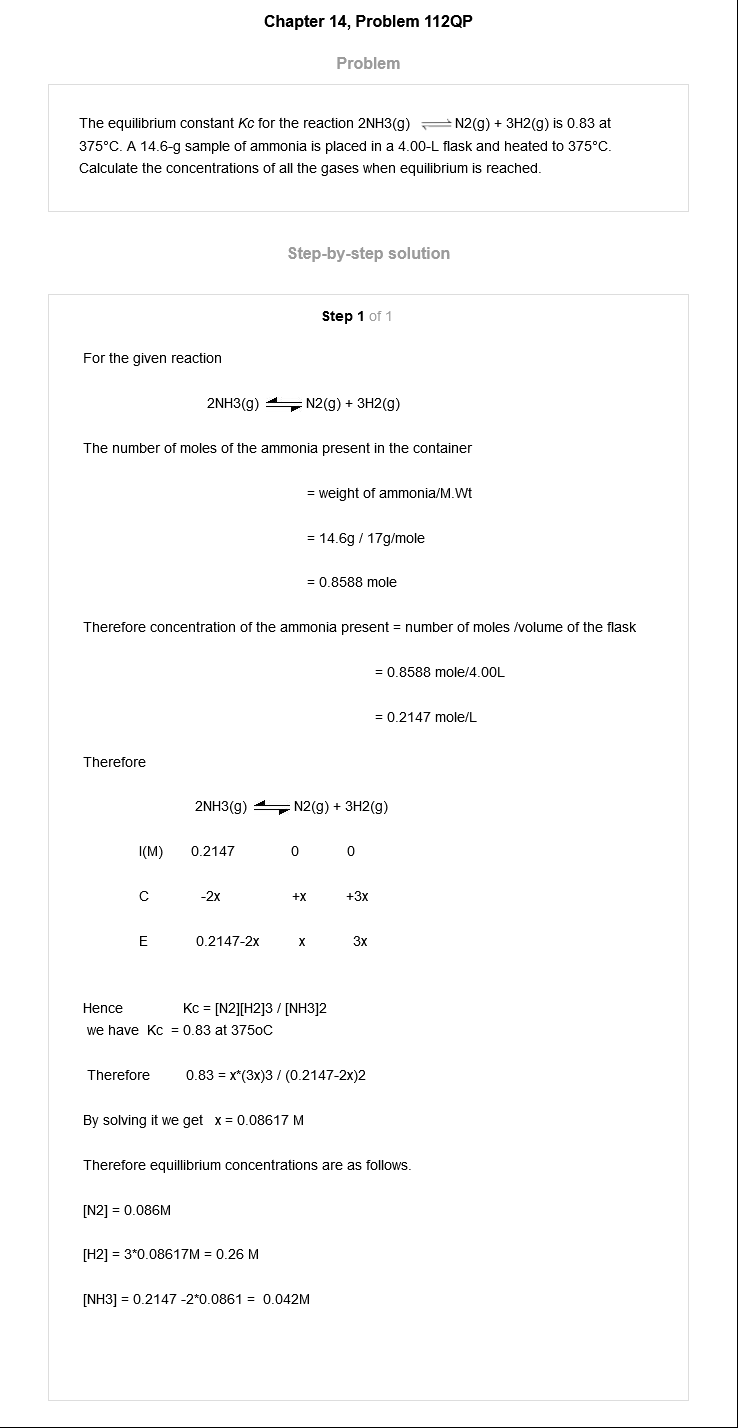 Chapter 14, Problem 112QP
Problem
The equilibrium constant Kc for the reaction 2NH3(g) ⇌ N2(g) + 3H2(g) is 0.83 at
375°C. A 14.6-g sample of ammonia is placed in a 4.00-L flask and heated to 375°C.
Calculate the concentrations of all the gases when equilibrium is reached.
Step-by-step solution
Step 1 of 1
For the given reaction
2NH3(g) ⇌ N2(g) + 3H2(g)
The number of moles of the ammonia present in the container
= weight of ammonia/M.Wt
= 14.6g / 17g/mole
= 0.8588 mole
Therefore concentration of the ammonia present = number of moles /volume of the flask
= 0.8588 mole/4.00L
= 0.2147 mole/L
Therefore
2NH3(g) ⇌ N2(g) + 3H2(g)
I(M) 0.2147 0 0
C -2x +x +3x
E 0.2147-2x x 3x
Hence Kc = [N2][H2]3 / [NH3]2
we have Kc = 0.83 at 375oC
Therefore 0.83 = x*(3x)3 / (0.2147-2x)2
By solving it we get x = 0.08617 M
Therefore equillibrium concentrations are as follows.
[N2] = 0.086M
[H2] = 3*0.08617M = 0.26 M
[NH3] = 0.2147 -2*0.0861 = 0.042M